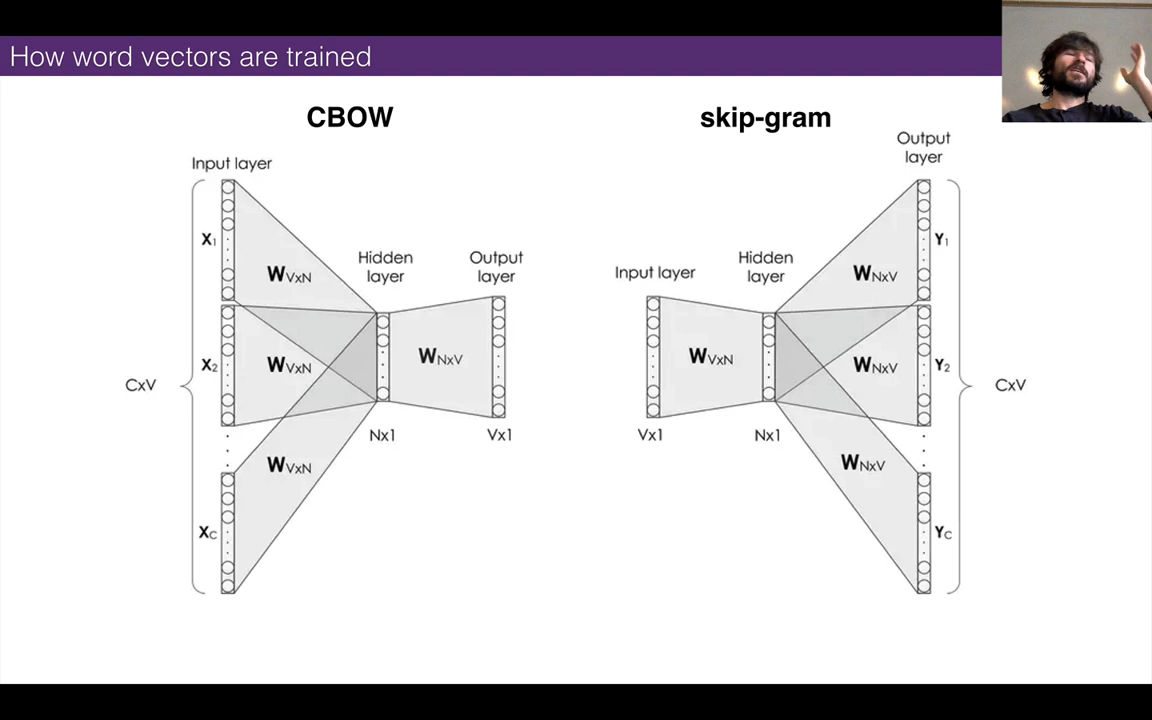 How word vectors are trained
CBOW
Input layer
X1
WVxN
X2
WVxN
CxV
WVxN
XC
Hidden
layer
Nx1
WNxV
Output
layer
Vx1
skip-gram
Input layer
WVxN
Vx1
Hidden
layer
Nx1
Output
layer
WNxV
Y1
WNxV
Y2
CxV
WNxV
YC